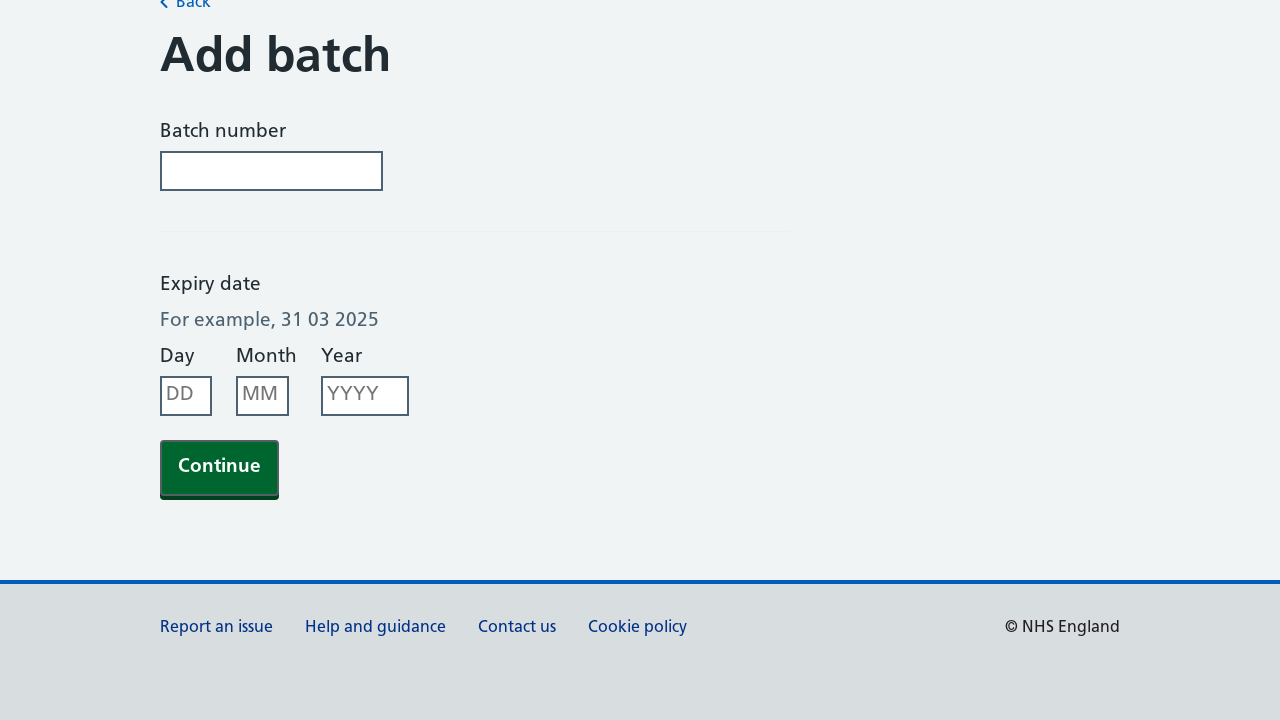 Back
Add batch
Batch number
Expiry date
For example, 31 03 2025
Day Month Year
DD MM YYYY
Continue
Report an issue Help and guidance Contact us Cookie policy © NHS England